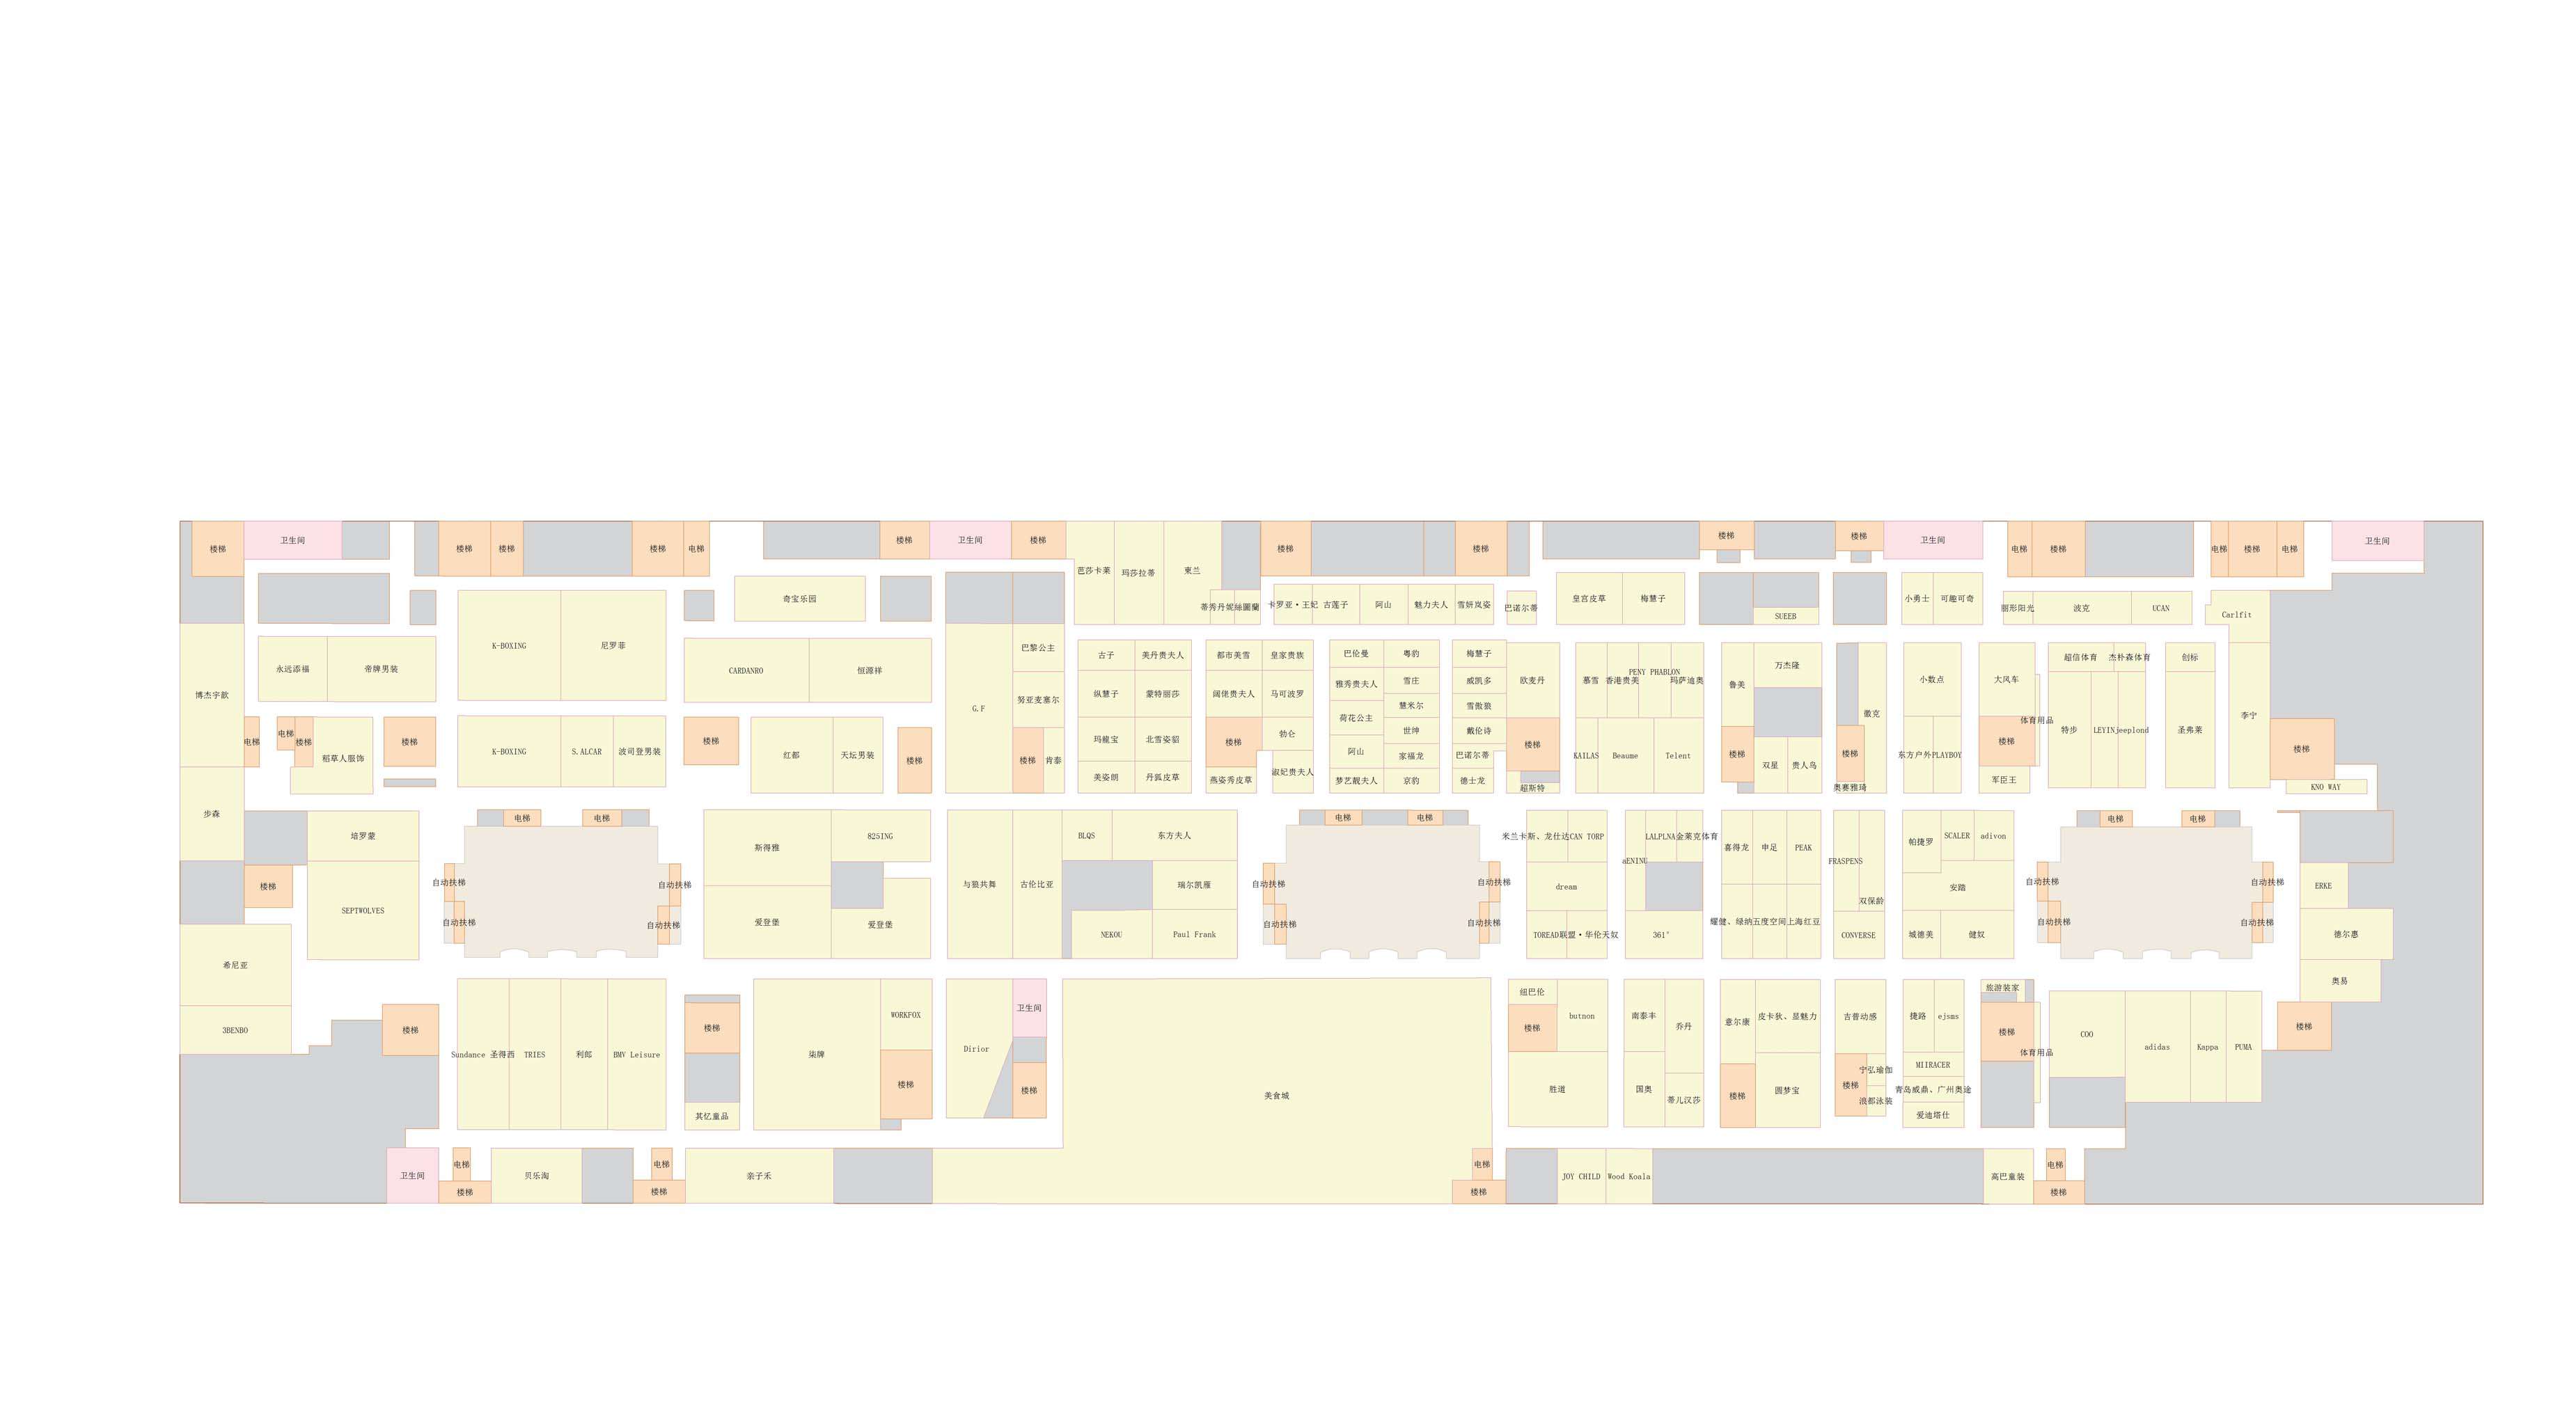 楼梯
卫生间
楼梯
楼梯
楼梯
电梯
楼梯
卫生间
楼梯
芭莎卡莱
玛莎拉蒂
東兰
楼梯
楼梯
楼梯
楼梯
卫生间
电梯
楼梯
电梯
楼梯
电梯
卫生间
奇宝乐园
蒂秀丹妮絲圖蘭
卡罗亚·王妃
古莲子
阿山
魅力夫人
雪妍岚姿
巴诺尔蒂
皇宫皮草
梅慧子
SUEEB
小勇士
可趣可奇
丽形阳光
波克
UCAN
Carlfit
博杰宇歆
永远添福
帝牌男装
K-BOXING
尼罗菲
CARDANRO
恒源祥
G.F
巴黎公主
努亚麦塞尔
古子
美丹贵夫人
都市美雪
皇家贵族
巴伦曼
粤豹
梅慧子
欧麦丹
纵慧子
蒙特丽莎
阔佬贵夫人
马可波罗
雅秀贵夫人
雪庄
威凯多
慧米尔
雪傲狼
荷花公主
世坤
戴伦诗
慕雪
香港贵美
PENY PHABLON
玛萨迪奥
鲁美
万杰隆
徽克
小数点
大风车
体育用品
超信体育
杰朴森体育
创标
特步
LEYIN
jeeplond
圣弗莱
李宁
电梯
电梯
楼梯
稻草人服饰
楼梯
K-BOXING
S.ALCAR
波司登男装
楼梯
红都
天坛男装
楼梯
楼梯
肯泰
玛龍宝
北雪姿貂
楼梯
勃仑
阿山
家福龙
巴诺尔蒂
楼梯
美姿朗
丹狐皮草
燕姿秀皮草
淑妃贵夫人
梦艺靓夫人
京豹
德士龙
超斯特
KAILAS
Beaume
Telent
楼梯
双星
贵人鸟
楼梯
奥赛雅琦
东方户外
PLAYBOY
楼梯
军臣王
楼梯
KNO WAY
步森
培罗蒙
电梯
电梯
斯得雅
825ING
与狼共舞
古伦比亚
BLQS
东方夫人
电梯
电梯
米兰卡斯、龙仕达
CAN TORP
LALPLNA
金莱克体育
喜得龙
申足
PEAK
FRASPENS
帕捷罗
SCALER
adivon
电梯
电梯
楼梯
SEPTWOLVES
自动扶梯
自动扶梯
自动扶梯
自动扶梯
爱登堡
爱登堡
瑞尔凯雁
NEKOU
Paul Frank
自动扶梯
自动扶梯
自动扶梯
自动扶梯
dream
aENINU
双保龄
安踏
TOREAD
联盟·华伦天奴
361°
耀健、绿纳
五度空间
上海红豆
CONVERSE
城德美
健奴
自动扶梯
自动扶梯
自动扶梯
自动扶梯
ERKE
德尔惠
奥易
希尼亚
3BENBO
楼梯
Sundance 圣得西
TRIES
利郎
BMV Leisure
楼梯
其忆童品
柒牌
WORKFOX
楼梯
Dirior
卫生间
楼梯
美食城
纽巴伦
楼梯
butnon
胜道
南泰丰
乔丹
国奥
蒂儿汉莎
意尔康
皮卡狄、昱魅力
楼梯
圆梦宝
吉普动感
楼梯
宁弘瑜伽
浪都泳装
捷路
ejsms
MIIRACER
青岛威鼎、广州奥途
爱迪塔仕
旅游装家
楼梯
体育用品
COO
adidas
Kappa
PUMA
楼梯
卫生间
电梯
楼梯
贝乐淘
电梯
楼梯
亲子禾
电梯
楼梯
JOY CHILD
Wood Koala
高巴童装
电梯
楼梯